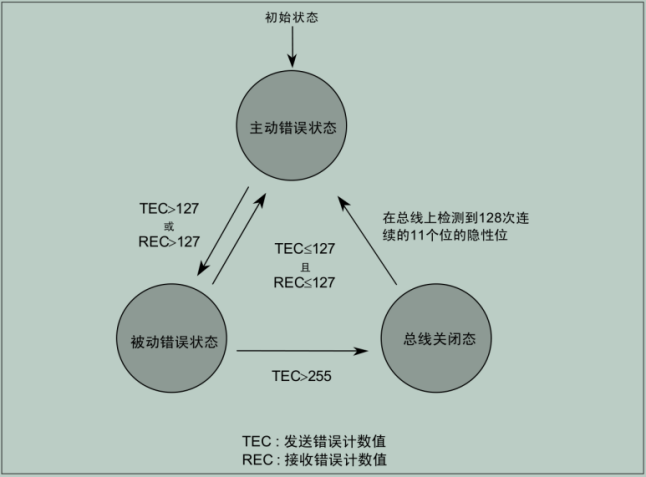 初始状态
主动错误状态
TEC>127
或
REC>127
TEC≤127
且
REC≤127
在总线上检测到128次连
续的11个位的隐性位
被动错误状态
总线关闭态
TEC>255
TEC : 发送错误计数值
REC : 接收错误计数值